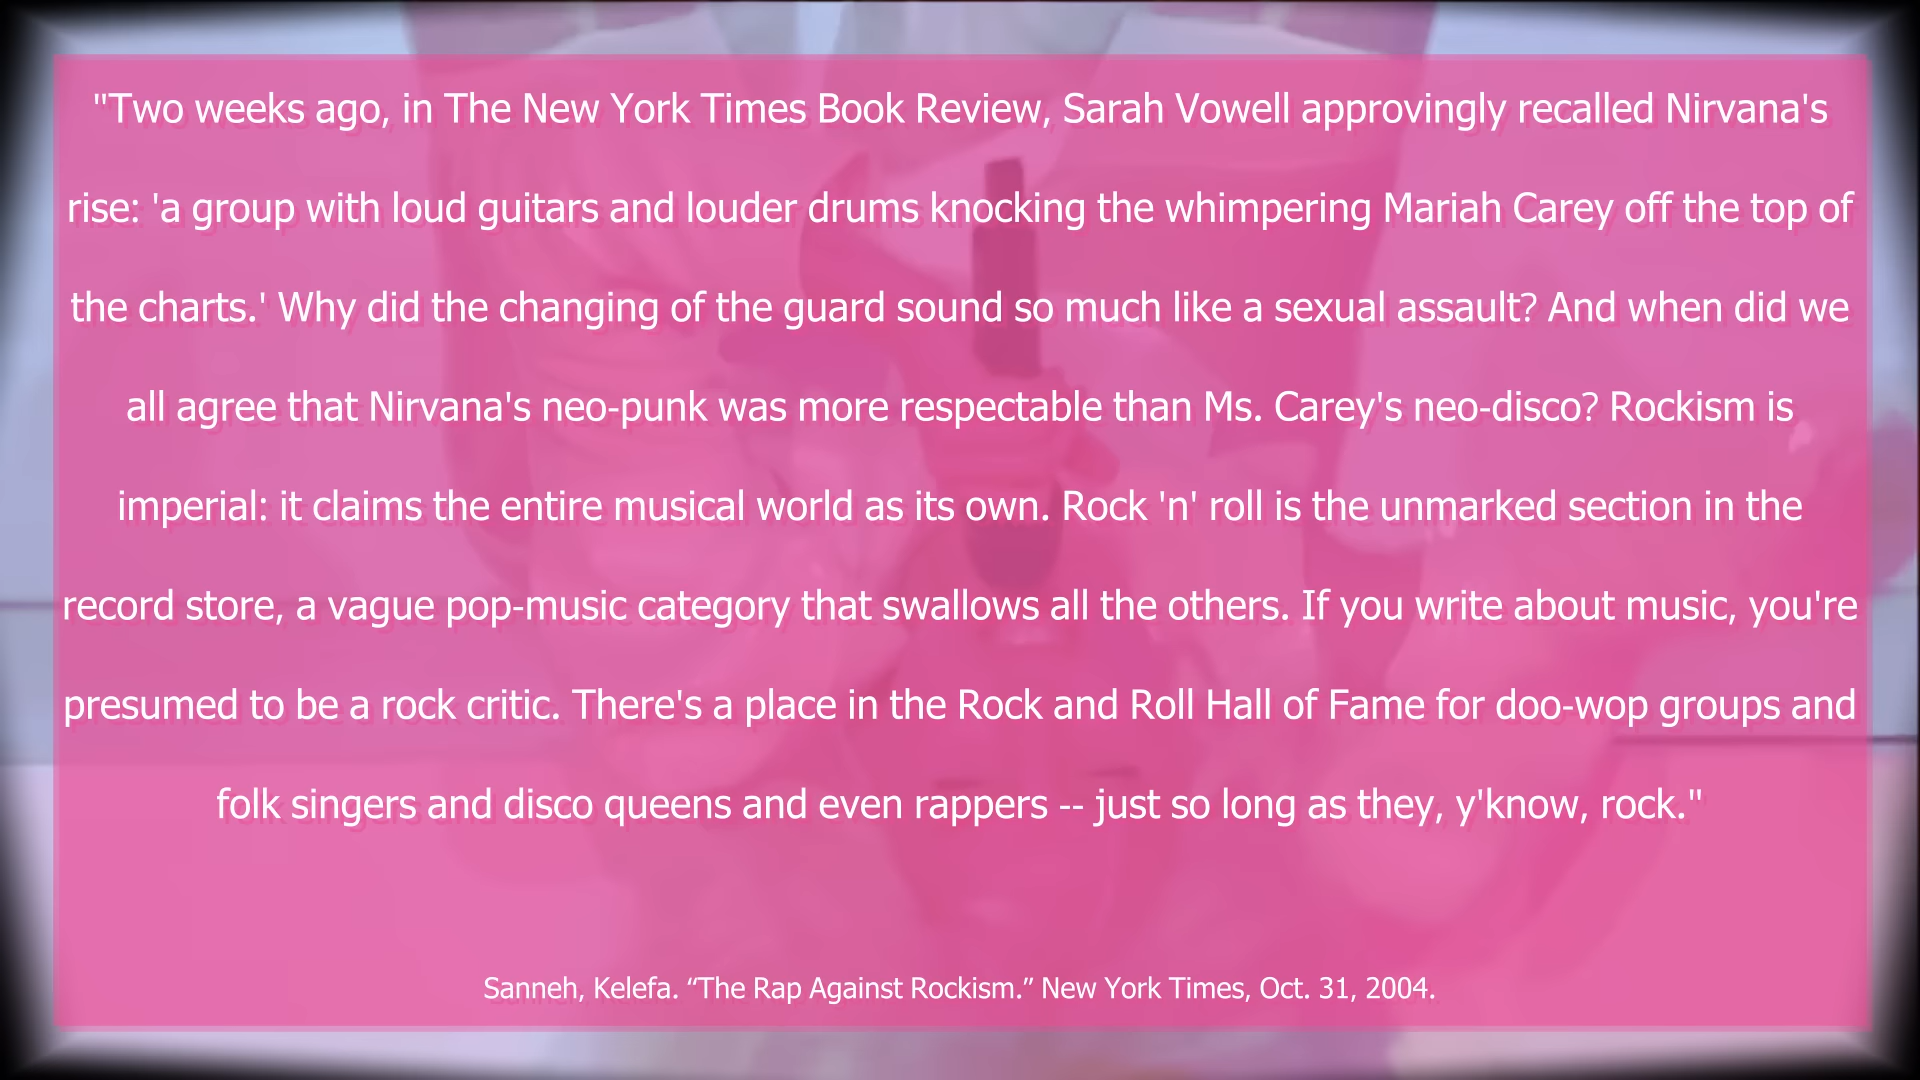 "Two weeks ago, in The New York Times Book Review, Sarah Vowell approvingly recalled Nirvana's
rise: 'a group with loud guitars and louder drums knocking the whimpering Mariah Carey off the top of
the charts.' Why did the changing of the guard sound so much like a sexual assault? And when did we
all agree that Nirvana's neo-punk was more respectable than Ms. Carey's neo-disco? Rockism is
imperial: it claims the entire musical world as its own. Rock 'n' roll is the unmarked section in the
record store, a vague pop-music category that swallows all the others. If you write about music, you're
presumed to be a rock critic. There's a place in the Rock and Roll Hall of Fame for doo-wop groups and
folk singers and disco queens and even rappers -- just so long as they, y'know, rock."
Sanneh, Kelefa. “The Rap Against Rockism.” New York Times, Oct. 31, 2004.